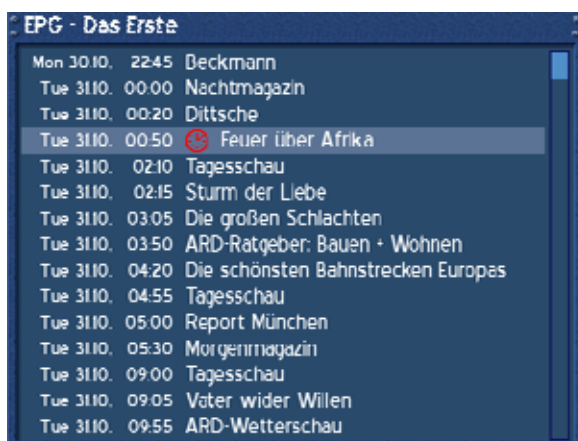 EPG - Das Erste
Mon 30.10. 22:45 Beckmann
Tue 31.10. 00:00 Nachtmagazin
Tue 31.10. 00:20 Dittsche
Tue 31.10. 00:50 Feuer über Afrika
Tue 31.10. 02:10 Tagesschau
Tue 31.10. 02:15 Sturm der Liebe
Tue 31.10. 03:05 Die großen Schlachten
Tue 31.10. 03:50 ARD-Ratgeber: Bauen + Wohnen
Tue 31.10. 04:20 Die schönsten Bahnstrecken Europas
Tue 31.10. 04:55 Tagesschau
Tue 31.10. 05:00 Report München
Tue 31.10. 05:30 Morgenmagazin
Tue 31.10. 09:00 Tagesschau
Tue 31.10. 09:05 Vater wider Willen
Tue 31.10. 09:55 ARD-Wetterschau